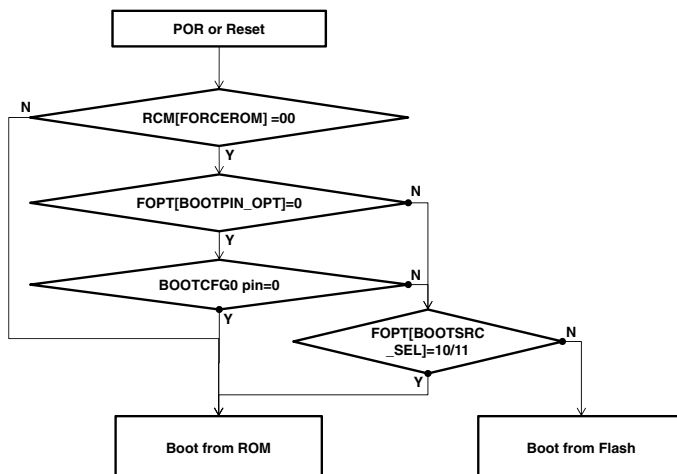 POR or Reset
N
RCM[FORCEROM] =00
Y
N
FOPT[BOOTPIN_OPT]=0
Y
N
BOOTCFG0 pin=0
Y
N
FOPT[BOOTSRC
_SEL]=10/11
Y
Boot from ROM
Boot from Flash